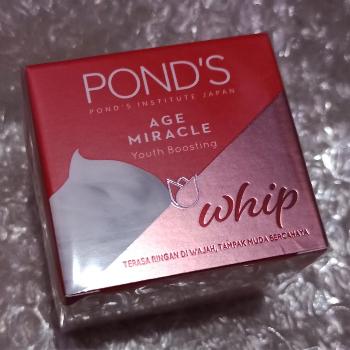 POND'S
POND'S INSTITUTE JAPAN
AGE
MIRACLE
Youth Boosting
whip
TERASA RINGAN DI WAJAH, TAMPAK MUDA BERCAHAYA